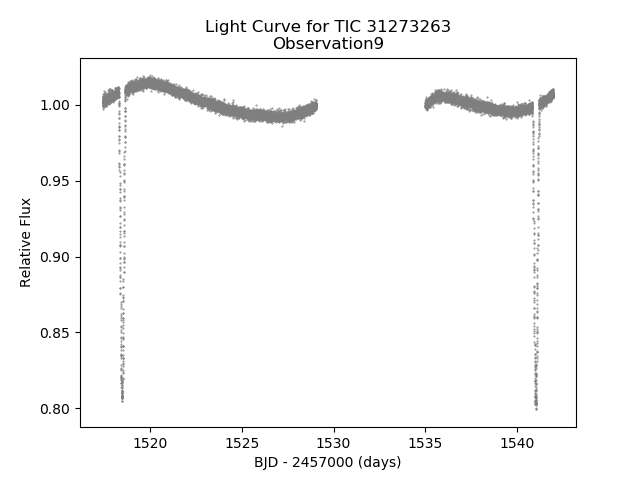 Light Curve for TIC 31273263
Observation9
1.00
0.95
0.90
0.85
0.80
Relative Flux
1520
1525
1530
1535
1540
BJD - 2457000 (days)